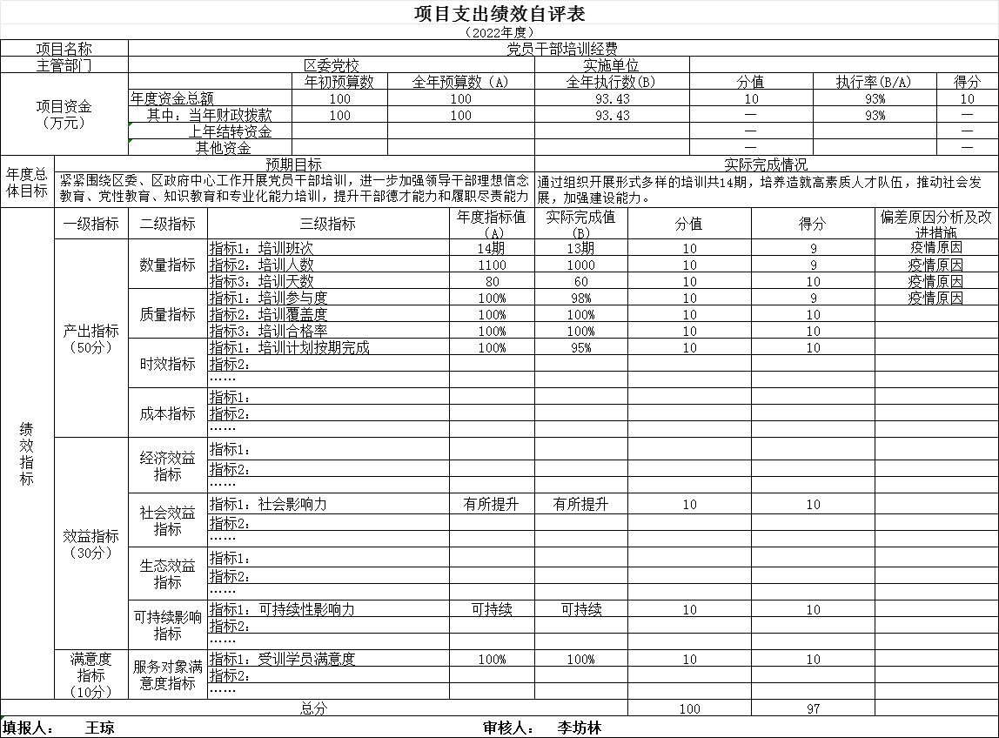 项目支出绩效自评表
（2022年度）
项目名称 党员干部培训经费
主管部门 区委党校 实施单位
项目资金（万元） 年初预算数 全年预算数（A） 全年执行数(B) 分值 执行率(B/A) 得分
年度资金总额 100 100 93.43 10 93% 10
其中：当年财政拨款 100 100 93.43 — 93% —
上年结转资金 — —
其他资金 — —
年度总体目标 预期目标 实际完成情况
紧紧围绕区委、区政府中心工作开展党员干部培训，进一步加强领导干部理想信念
教育、党性教育、知识教育和专业化能力培训，提升干部德才能力和履职尽责能力
通过组织开展形式多样的培训共14期，培养造就高素质人才队伍，推动社会发
展，加强建设能力。
绩效指标 一级指标 二级指标 三级指标 年度指标值（A） 实际完成值（B） 分值 得分 偏差原因分析及改进措施
产出指标（50分） 数量指标 指标1：培训班次 14期 13期 10 9 疫情原因
指标2：培训人数 1100 1000 10 9 疫情原因
指标3：培训天数 80 60 10 10 疫情原因
质量指标 指标1：培训参与度 100% 98% 10 9 疫情原因
指标2：培训覆盖度 100% 100% 10 10
指标3：培训合格率 100% 100% 10 10
时效指标 指标1：培训计划按期完成 100% 95% 10 10
指标2：
……
成本指标 指标1：
指标2：
……
效益指标（30分） 经济效益指标 指标1：
指标2：
……
社会效益指标 指标1：社会影响力 有所提升 有所提升 10 10
指标2：
……
生态效益指标 指标1：
指标2：
……
可持续影响指标 指标1：可持续性影响力 可持续 可持续 10 10
指标2：
……
满意度指标（10分） 服务对象满意度指标 指标1：受训学员满意度 100% 100% 10 10
指标2：
……
总分 100 97
填报人： 王琼 审核人： 李坊林